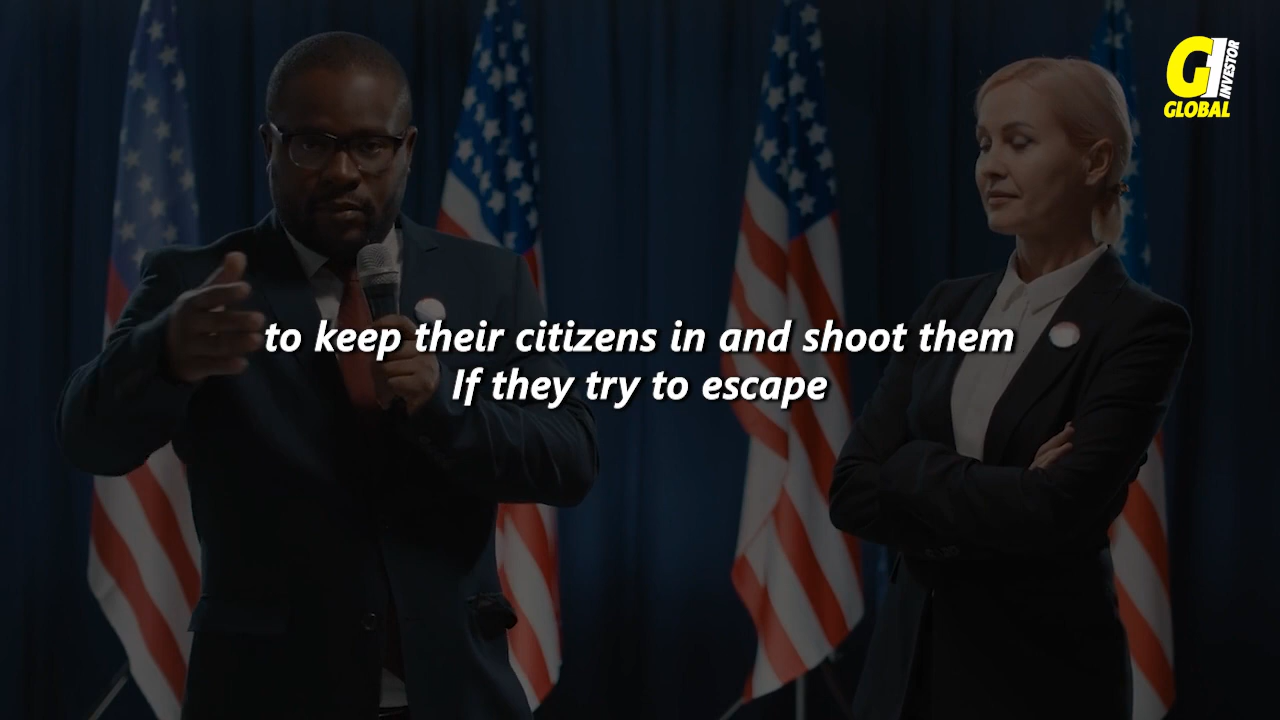 GI INVESTOR
GLOBAL
to keep their citizens in and shoot them
If they try to escape